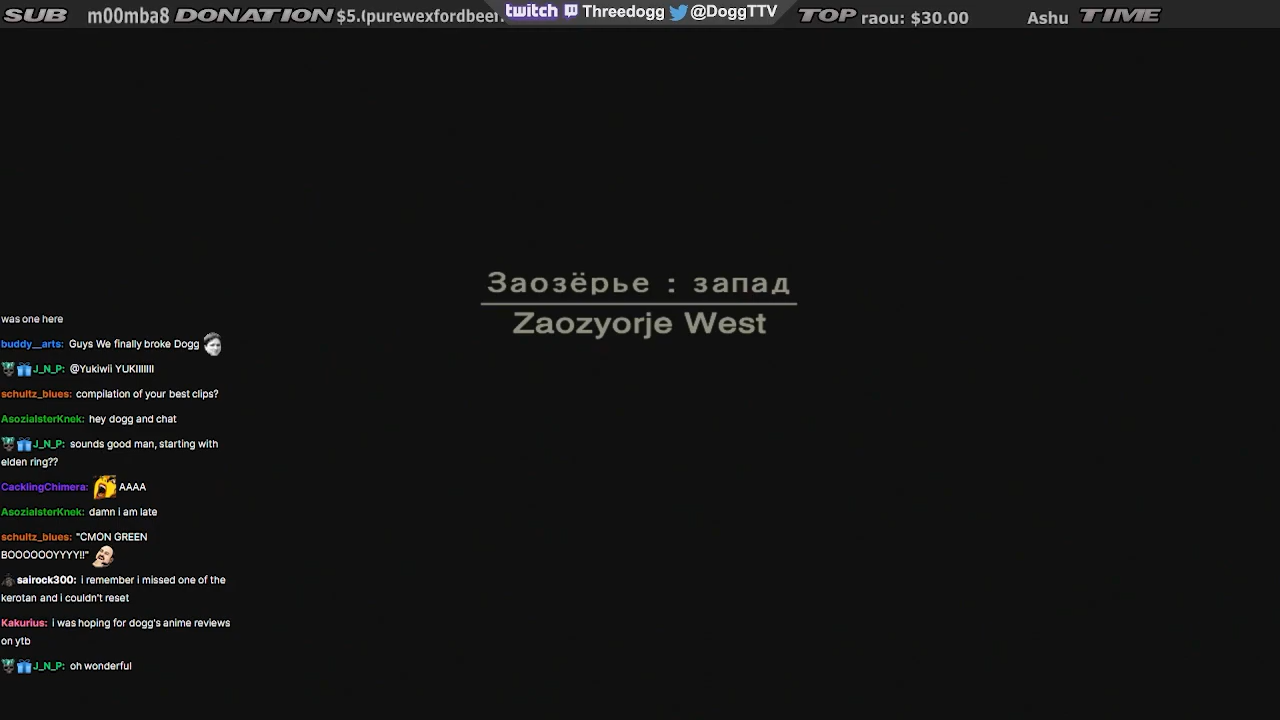 SUB m00mba8 DONATION $5.(purewexfordbeer. twitch Threedogg @DoggTTV TOP raou: $30.00 Ashu TIME
Заозёрье : запад
Zaozyorje West
was one here
buddy__arts: Guys We finally broke Dogg
J_N_P: @Yukiwii YUKIIIIIII
schultz_blues: compilation of your best clips?
AsozialsterKnek: hey dogg and chat
J_N_P: sounds good man, starting with
elden ring??
CacklingChimera: AAAA
AsozialsterKnek: damn i am late
schultz_blues: "CMON GREEN
BOOOOOOYYYY!!"
sairock300: i remember i missed one of the
kerotan and i couldn't reset
Kakurius: i was hoping for dogg's anime reviews
on ytb
J_N_P: oh wonderful